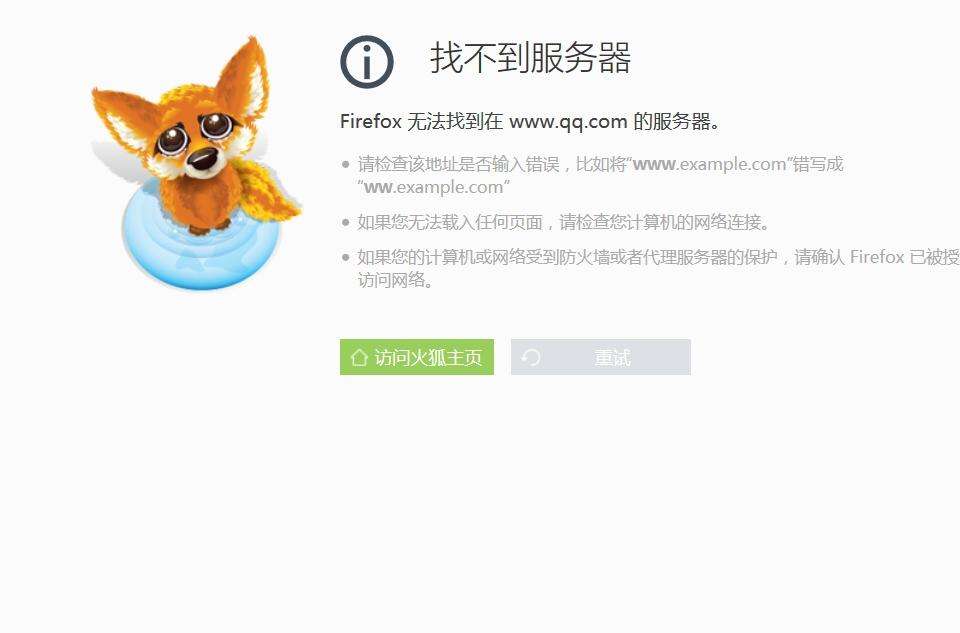 找不到服务器
Firefox 无法找到在 www.qq.com 的服务器。
请检查该地址是否输入错误，比如将“www.example.com”错写成
“ww.example.com”
如果您无法载入任何页面，请检查您计算机的网络连接。
如果您的计算机或网络受到防火墙或者代理服务器的保护，请确认 Firefox 已被授
访问网络。
访问火狐主页
重试